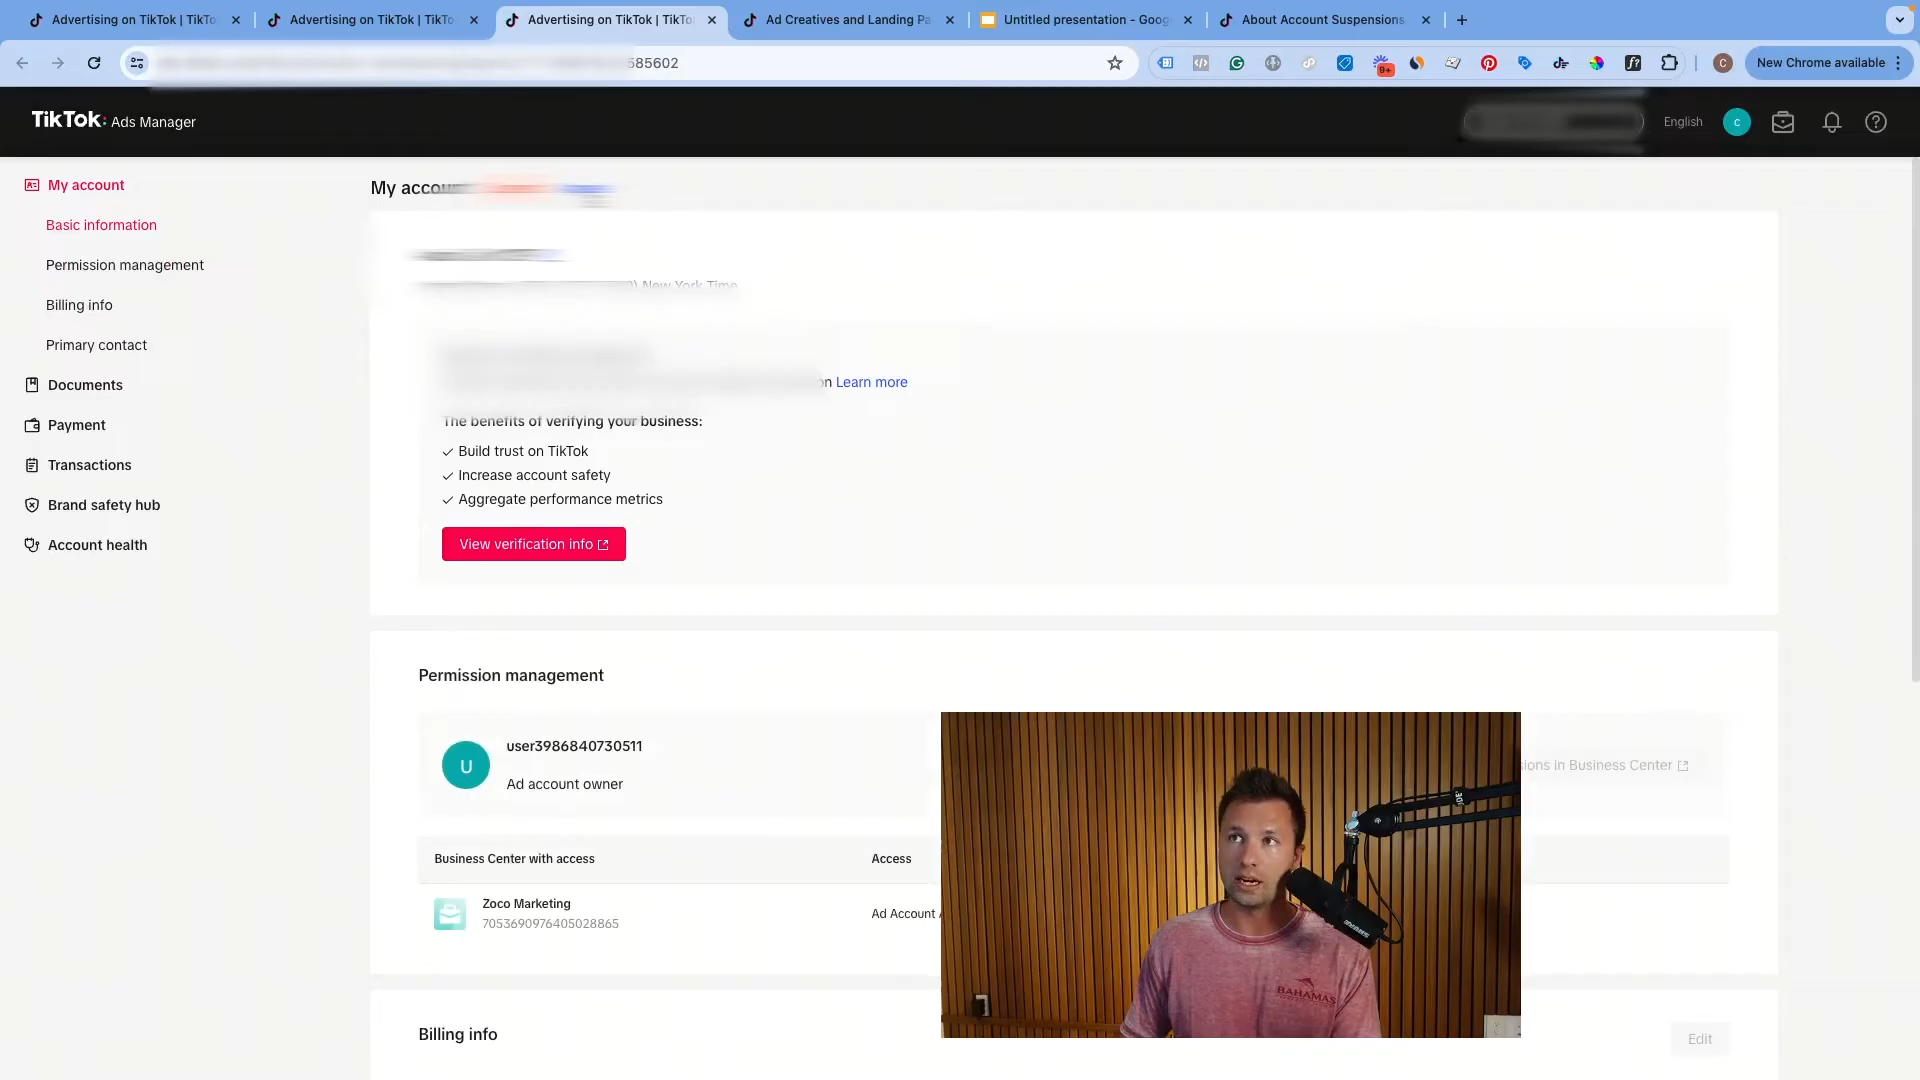 Advertising on TikTok | TikTo
Advertising on TikTok | TikTo
Advertising on TikTok | TikTo
Ad Creatives and Landing Pa
Untitled presentation - Goog
About Account Suspensions
585602
9+
f?
C
New Chrome available
TikTok: Ads Manager
English
C
My account
Basic information
Permission management
Billing info
Primary contact
Documents
Payment
Transactions
Brand safety hub
Account health
My account
New York Time
Learn more
The benefits of verifying your business:
Build trust on TikTok
Increase account safety
Aggregate performance metrics
View verification info
Permission management
U
user3986840730511
Ad account owner
sions in Business Center
Business Center with access
Access
Zoco Marketing
7053690976405028865
Ad Account
BAHAMAS
Billing info
Edit